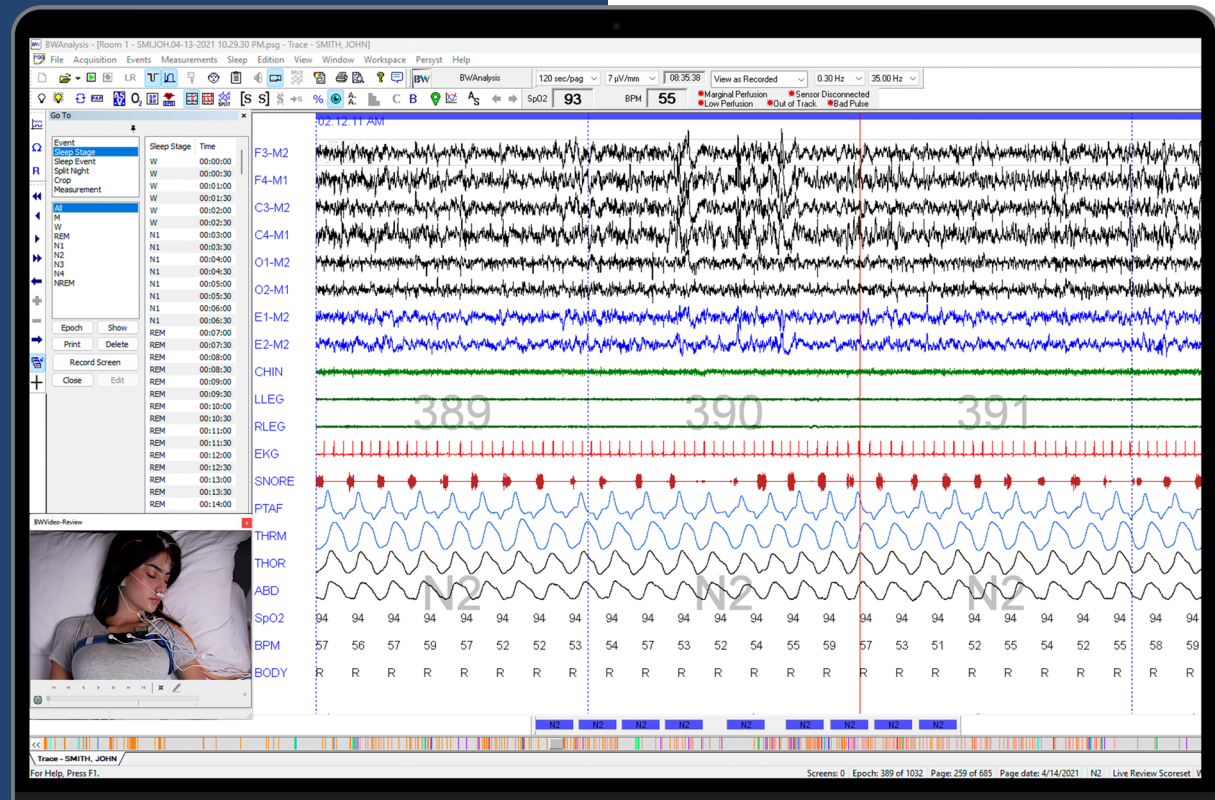 BWAnalysis - [Room 1 - SMIJOH.04-13-2021 10.29.30 PM.psg - Trace - SMITH, JOHN]
File Acquisition Events Measurements Sleep Edition View Window Workspace Persyst Help
LR BW BWAnalysis 120 sec/pag 7 µV/mm 08:35:38 View as Recorded 0.30 Hz 35.00 Hz
[S S] % C B SpO2 93 BPM 55 Marginal Perfusion Sensor Disconnected
Low Perfusion Out of Track Bad Pulse
Go To
Event
Sleep Stage
Sleep Event
Split Night
Crop
Measurement
All
M
W
REM
N1
N2
N3
N4
NREM
Epoch Show
Print Delete
Record Screen
Close Edit
Sleep Stage Time
W 00:00:00
W 00:00:30
W 00:01:00
W 00:01:30
W 00:02:00
W 00:02:30
N1 00:03:00
N1 00:03:30
N1 00:04:00
N1 00:04:30
N1 00:05:00
N1 00:05:30
N1 00:06:00
N1 00:06:30
REM 00:07:00
REM 00:07:30
REM 00:08:00
REM 00:08:30
REM 00:09:00
REM 00:09:30
REM 00:10:00
REM 00:10:30
REM 00:11:00
REM 00:11:30
REM 00:12:00
REM 00:12:30
REM 00:13:00
REM 00:13:30
REM 00:14:00
BWVideo-Review
02:12:11 AM
F3-M2
F4-M1
C3-M2
C4-M1
O1-M2
O2-M1
E1-M2
E2-M2
CHIN
LLEG 389 390 391
RLEG
EKG
SNORE
PTAF
THRM
THOR
ABD N2 N2 N2
SpO2 94 94 94 94 94 94 94 94 94 94 94 94 94 94 94 94 94 94 94 94 94 94 94 94 94
BPM 57 56 57 59 57 52 52 53 54 57 53 52 54 55 59 57 53 51 52 55 54 52 55 58 59
BODY R R R R R R R R R R R R R R R R R R R R R R R R R
N2 N2 N2 N2 N2 N2 N2 N2 N2
Trace - SMITH, JOHN
For Help, Press F1. Screens: 0 Epoch: 389 of 1032 Page: 259 of 685 Page date: 4/14/2021 N2 Live Review Scoreset